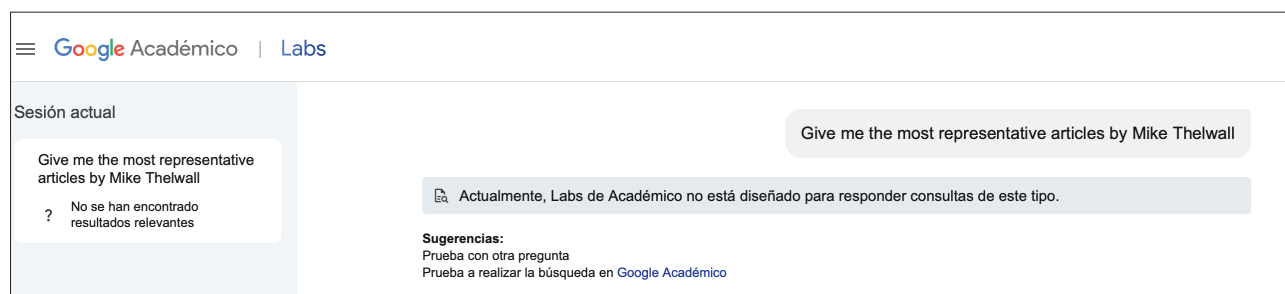 Google Académico | Labs
Sesión actual
Give me the most representative
articles by Mike Thelwall
? No se han encontrado
resultados relevantes
Give me the most representative articles by Mike Thelwall
Actualmente, Labs de Académico no está diseñado para responder consultas de este tipo.
Sugerencias:
Prueba con otra pregunta
Prueba a realizar la búsqueda en Google Académico